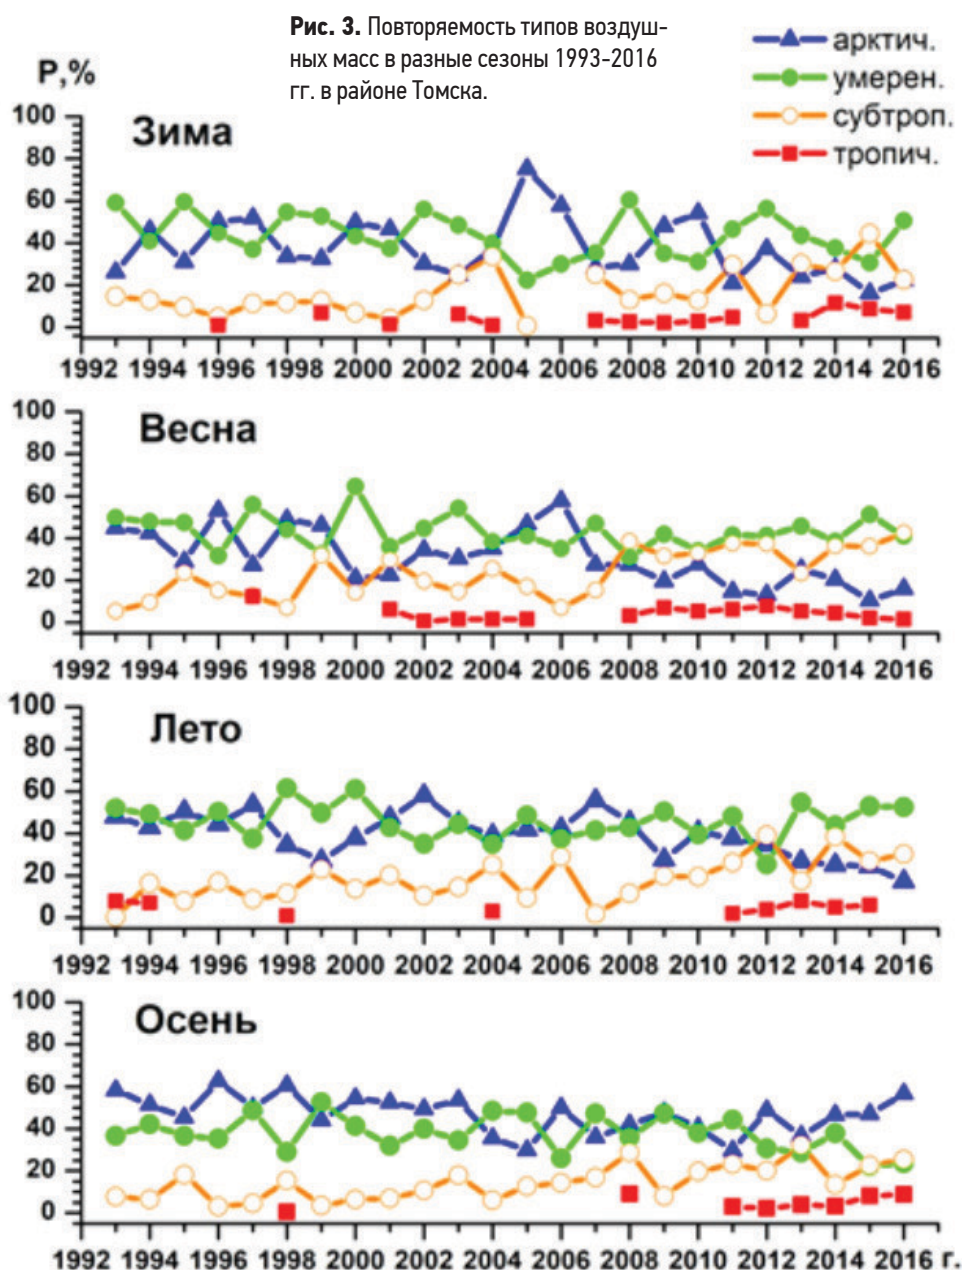 Рис. 3. Повторяемость типов воздуш-
ных масс в разные сезоны 1993-2016
гг. в районе Томска.
арктич.
умерен.
субтроп.
тропич.
P,%
Зима
100
80
60
40
20
0
1992 1994 1996 1998 2000 2002 2004 2006 2008 2010 2012 2014 2016
Весна
100
80
60
40
20
0
1992 1994 1996 1998 2000 2002 2004 2006 2008 2010 2012 2014 2016
Лето
100
80
60
40
20
0
1992 1994 1996 1998 2000 2002 2004 2006 2008 2010 2012 2014 2016
Осень
100
80
60
40
20
0
1992 1994 1996 1998 2000 2002 2004 2006 2008 2010 2012 2014 2016 г.